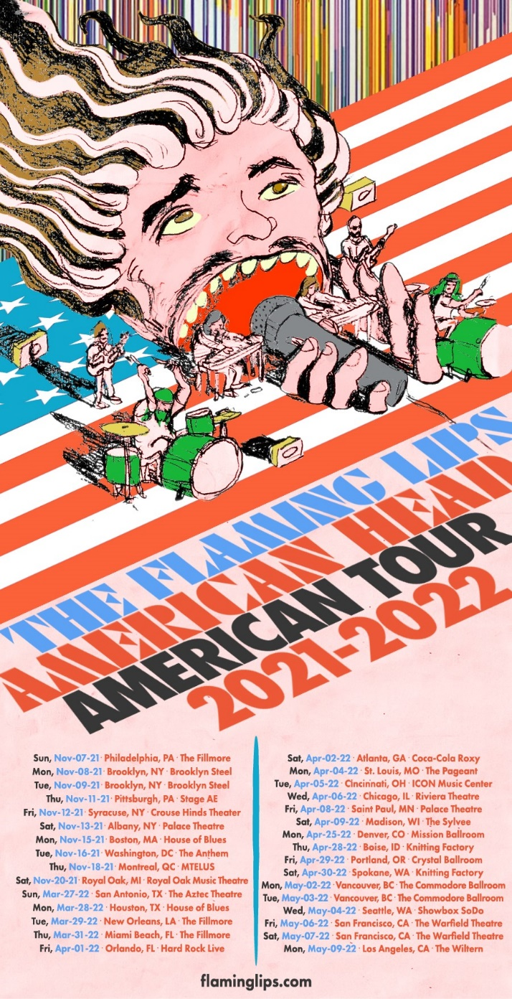 THE FLAMING LIPS
AMERICAN HEAD
AMERICAN TOUR
2021-2022
Sun, Nov-07-21 · Philadelphia, PA · The Fillmore
Mon, Nov-08-21 · Brooklyn, NY · Brooklyn Steel
Tue, Nov-09-21 · Brooklyn, NY · Brooklyn Steel
Thu, Nov-11-21 · Pittsburgh, PA · Stage AE
Fri, Nov-12-21 · Syracuse, NY · Crouse Hinds Theater
Sat, Nov-13-21 · Albany, NY · Palace Theatre
Mon, Nov-15-21 · Boston, MA · House of Blues
Tue, Nov-16-21 · Washington, DC · The Anthem
Thu, Nov-18-21 · Montreal, QC · MTELUS
Sat, Nov-20-21 · Royal Oak, MI · Royal Oak Music Theatre
Sun, Mar-27-22 · San Antonio, TX · The Aztec Theatre
Mon, Mar-28-22 · Houston, TX · House of Blues
Tue, Mar-29-22 · New Orleans, LA · The Fillmore
Thu, Mar-31-22 · Miami Beach, FL · The Fillmore
Fri, Apr-01-22 · Orlando, FL · Hard Rock Live
Sat, Apr-02-22 · Atlanta, GA · Coca-Cola Roxy
Mon, Apr-04-22 · St. Louis, MO · The Pageant
Tue, Apr-05-22 · Cincinnati, OH · ICON Music Center
Wed, Apr-06-22 · Chicago, IL · Riviera Theatre
Fri, Apr-08-22 · Saint Paul, MN · Palace Theatre
Sat, Apr-09-22 · Madison, WI · The Sylvee
Mon, Apr-25-22 · Denver, CO · Mission Ballroom
Thu, Apr-28-22 · Boise, ID · Knitting Factory
Fri, Apr-29-22 · Portland, OR · Crystal Ballroom
Sat, Apr-30-22 · Spokane, WA · Knitting Factory
Mon, May-02-22 · Vancouver, BC · The Commodore Ballroom
Tue, May-03-22 · Vancouver, BC · The Commodore Ballroom
Wed, May-04-22 · Seattle, WA · Showbox SoDo
Fri, May-06-22 · San Francisco, CA · The Warfield Theatre
Sat, May-07-22 · San Francisco, CA · The Warfield Theatre
Mon, May-09-22 · Los Angeles, CA · The Wiltern
flaminglips.com